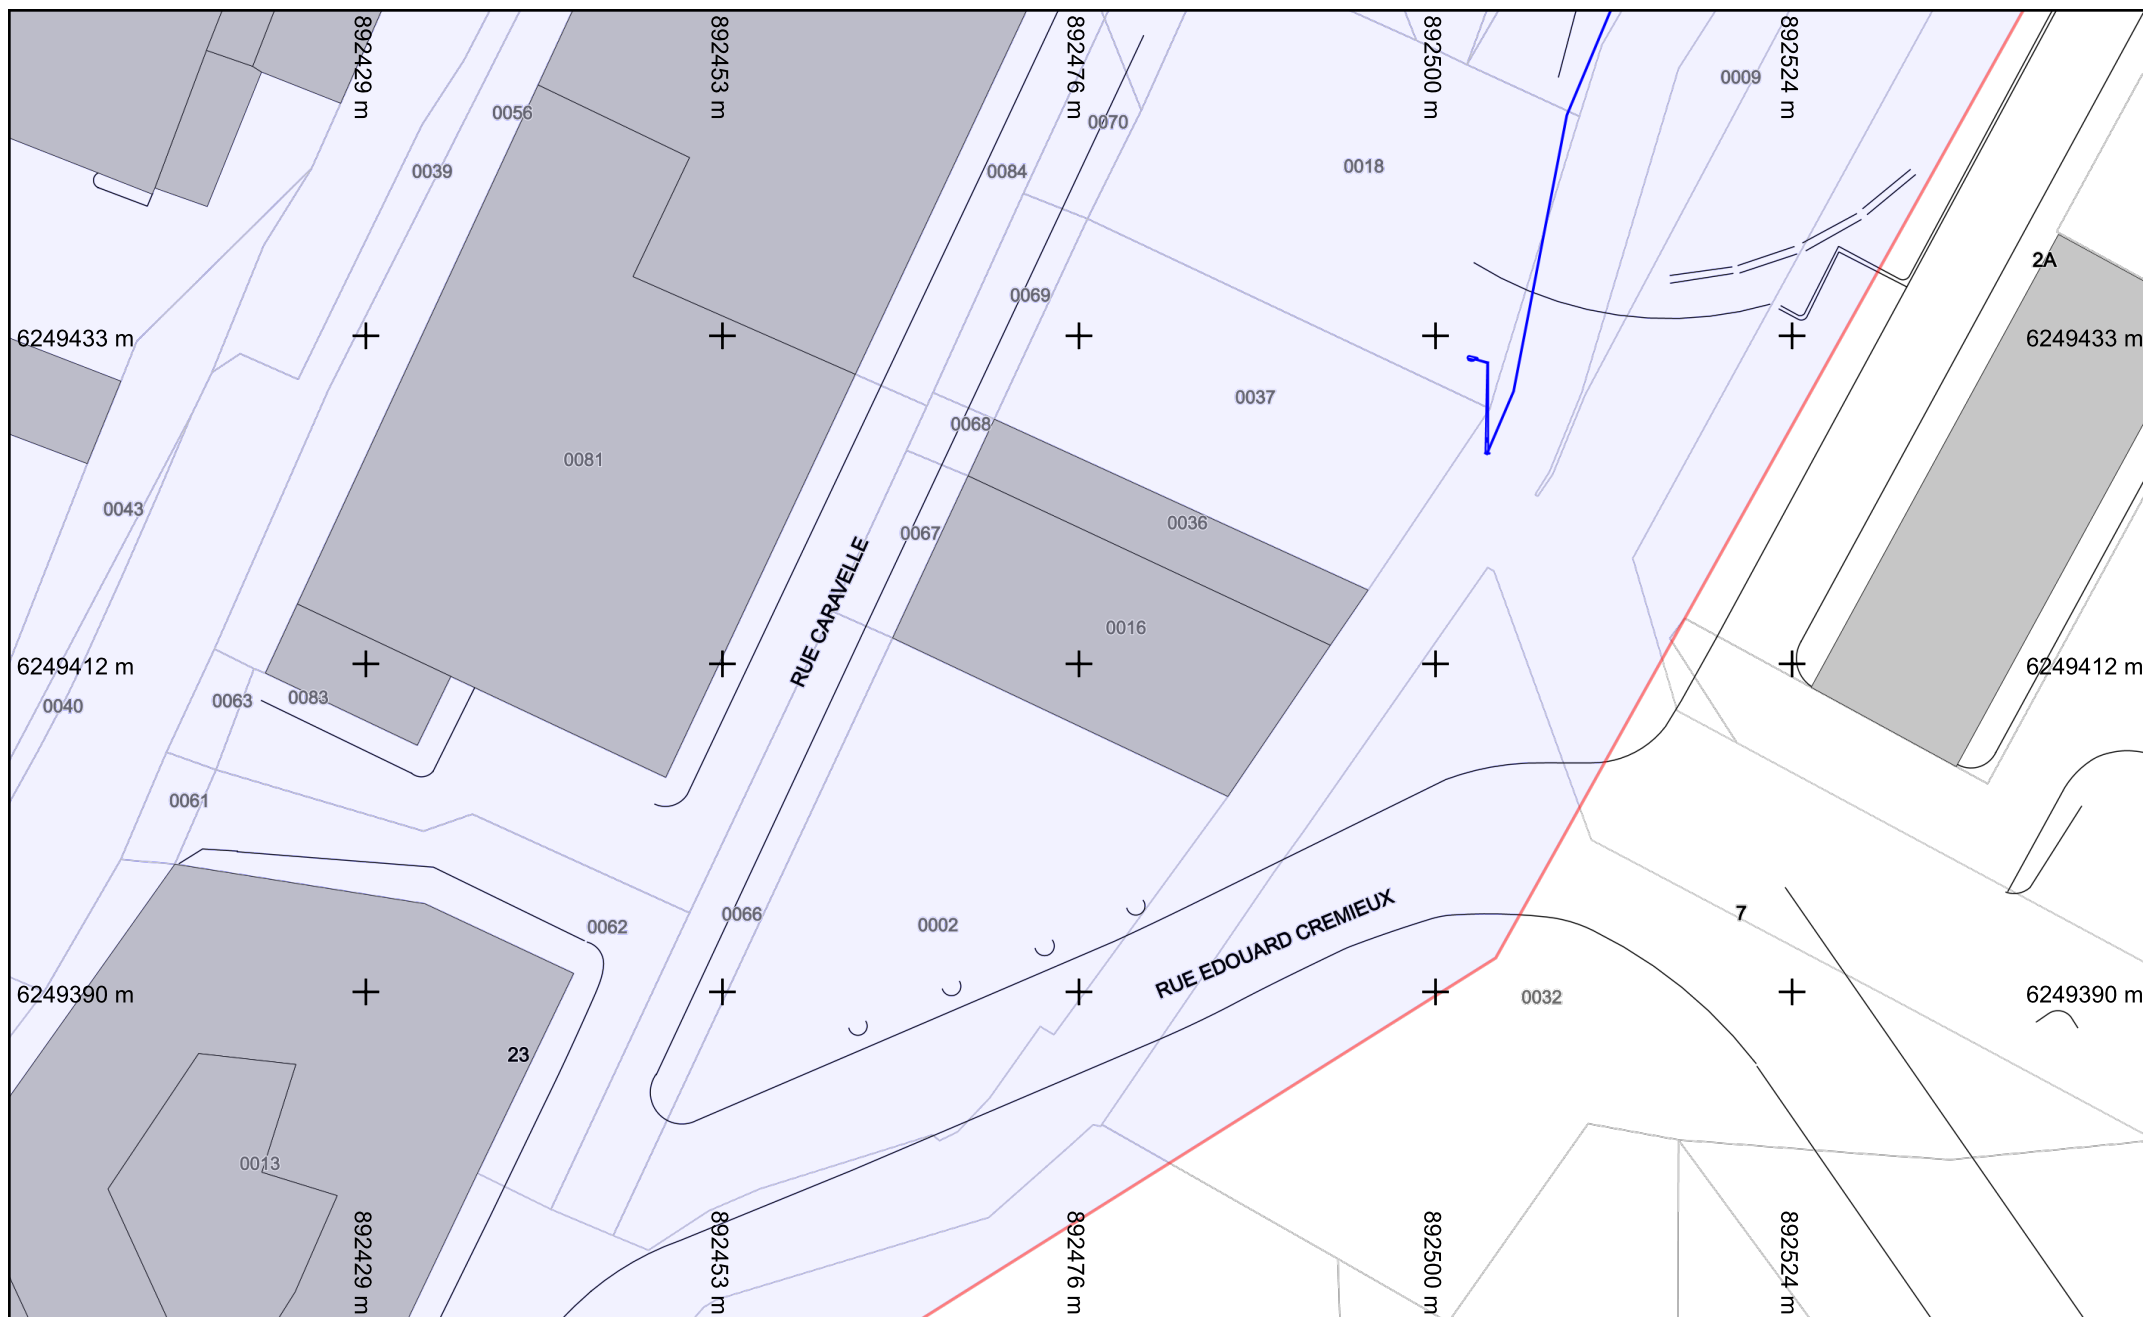 892429 m
892453 m
892476 m
892500 m
892524 m
0009
0056
0070
0018
0039
0084
2A
0069
6249433 m
6249433 m
0037
0068
0081
0043
0036
0067
RUE CARAVELLE
0016
6249412 m
6249412 m
0063
0083
0040
0061
0066
0062
0002
7
RUE EDOUARD CREMIEUX
6249390 m
0032
6249390 m
23
0013
892429 m
892453 m
892476 m
892500 m
892524 m